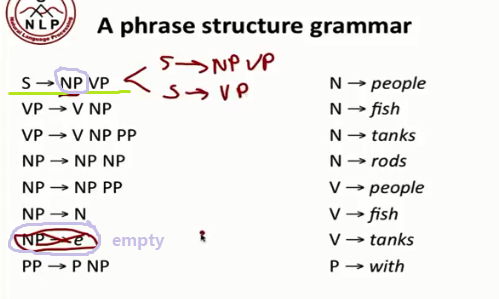 NLP
Natural Language Processing
A phrase structure grammar
S → NP VP
S → NP VP
S → VP
VP → V NP
VP → V NP PP
NP → NP NP
NP → NP PP
NP → N
NP → e empty
PP → P NP
N → people
N → fish
N → tanks
N → rods
V → people
V → fish
V → tanks
P → with